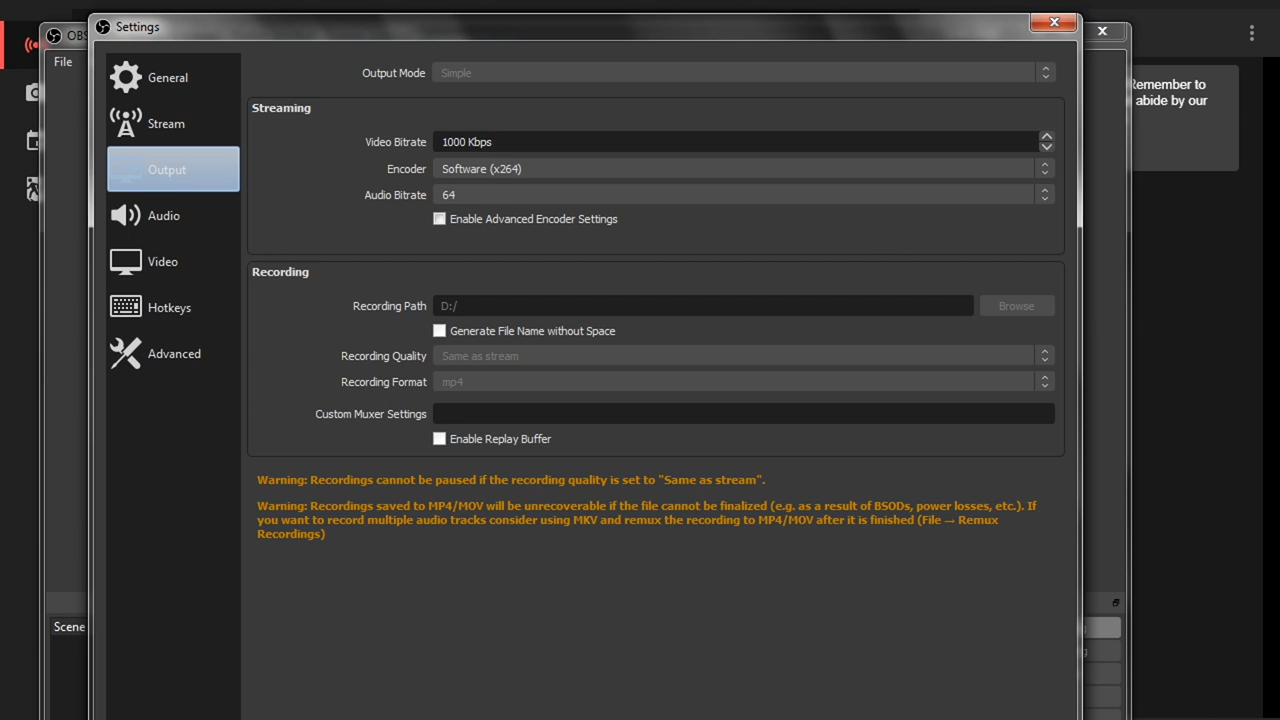 Settings
OBS
File
Remember to
abide by our
General
Stream
Output
Audio
Video
Hotkeys
Advanced
Output Mode Simple
Streaming
Video Bitrate 1000 Kbps
Encoder Software (x264)
Audio Bitrate 64
Enable Advanced Encoder Settings
Recording
Recording Path D:/ Browse
Generate File Name without Space
Recording Quality Same as stream
Recording Format mp4
Custom Muxer Settings
Enable Replay Buffer
Warning: Recordings cannot be paused if the recording quality is set to "Same as stream".
Warning: Recordings saved to MP4/MOV will be unrecoverable if the file cannot be finalized (e.g. as a result of BSODs, power losses, etc.). If
you want to record multiple audio tracks consider using MKV and remux the recording to MP4/MOV after it is finished (File → Remux
Recordings)
Scene